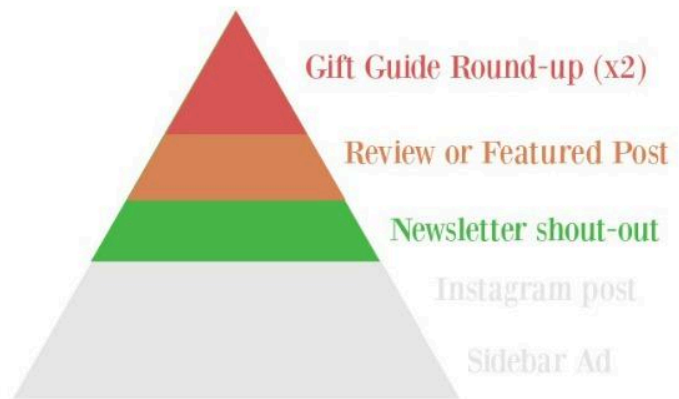 Gift Guide Round-up (x2)
Review or Featured Post
Newsletter shout-out
Instagram post
Sidebar Ad